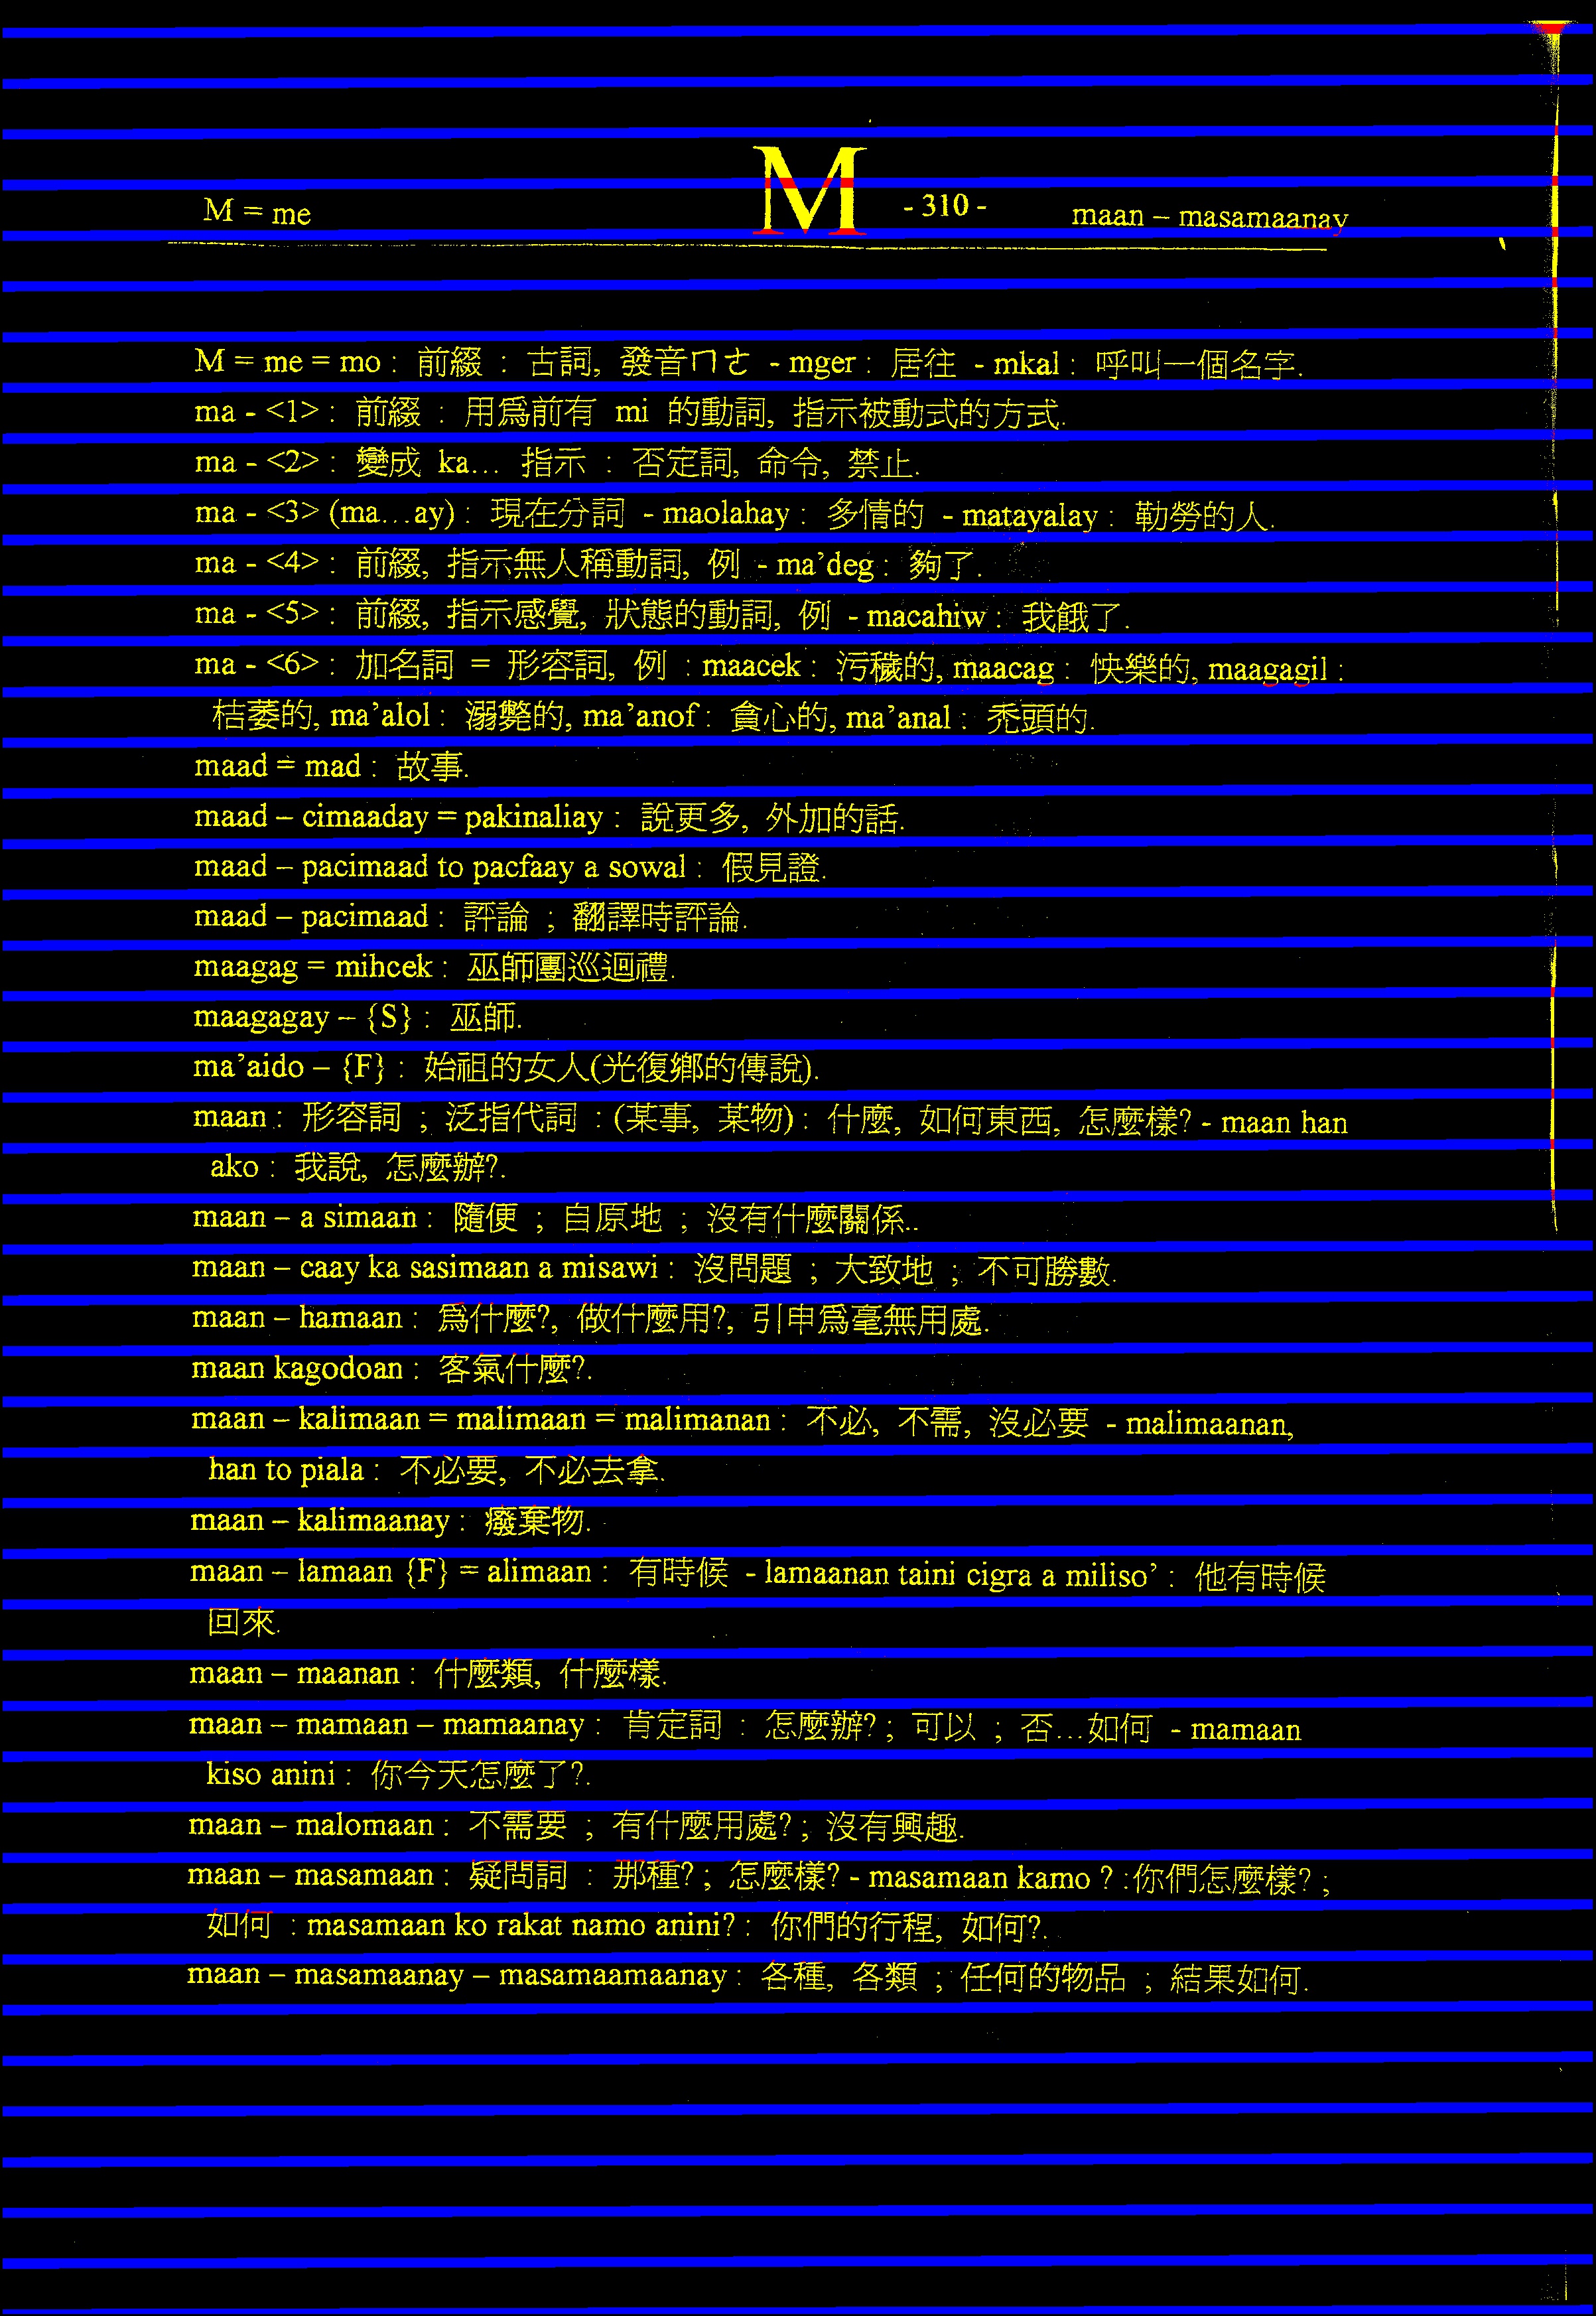 M = me M - 310 - maan – masamaanay
M = me = mo : 前綴 : 古詞, 發音ㄇㄜ - mger : 居往 - mkal : 呼叫一個名字.
ma - <1> : 前綴 : 用爲前有 mi 的動詞, 指示被動式的方式.
ma - <2> : 變成 ka... 指示 : 否定詞, 命令, 禁止.
ma - <3> (ma...ay) : 現在分詞 - maolahay : 多情的 - matayalay : 勤勞的人.
ma - <4> : 前綴, 指示無人稱動詞, 例 - ma’deg : 夠了.
ma - <5> : 前綴, 指示感覺, 狀態的動詞, 例 - macahiw : 我餓了.
ma - <6> : 加名詞 = 形容詞, 例 : maacek : 污穢的, maacag : 快樂的, maagagil :
枯萎的, ma’alol : 溺斃的, ma’anof : 貪心的, ma’anal : 禿頭的.
maad = mad : 故事.
maad – cimaaday = pakinaliay : 說更多, 外加的話.
maad – pacimaad to pacfaay a sowal : 假見證.
maad – pacimaad : 評論 ; 翻譯時評論.
maagag = mihcek : 巫師團巡迴禮.
maagagay – {S} : 巫師.
ma’aido – {F} : 始祖的女人(光復鄉的傳說).
maan : 形容詞 ; 泛指代詞 : (某事, 某物) : 什麼, 如何東西, 怎麼樣? - maan han
ako : 我說, 怎麼辦?.
maan – a simaan : 隨便 ; 自原地 ; 沒有什麼關係..
maan – caay ka sasimaan a misawi : 沒問題 ; 大致地 ; 不可勝數.
maan – hamaan : 爲什麼?, 做什麼用?, 引申爲毫無用處.
maan kagodoan : 客氣什麼?.
maan – kalimaan = malimaan = malimanan : 不必, 不需, 沒必要 - malimaanan,
han to piala : 不必要, 不必去拿.
maan – kalimaanay : 癈棄物.
maan – lamaan {F} = alimaan : 有時候 - lamaanan taini cigra a miliso’ : 他有時候
回來.
maan – maanan : 什麼類, 什麼樣.
maan – mamaan – mamaanay : 肯定詞 : 怎麼辦? ; 可以 ; 否...如何 - mamaan
kiso anini : 你今天怎麼了?.
maan – malomaan : 不需要 ; 有什麼用處? ; 沒有興趣.
maan – masamaan : 疑問詞 : 那種? ; 怎麼樣? - masamaan kamo ? :你們怎麼樣? ;
如何 : masamaan ko rakat namo anini? : 你們的行程, 如何?.
maan – masamaanay – masamaamaanay : 各種, 各類 ; 任何的物品 ; 結果如何.